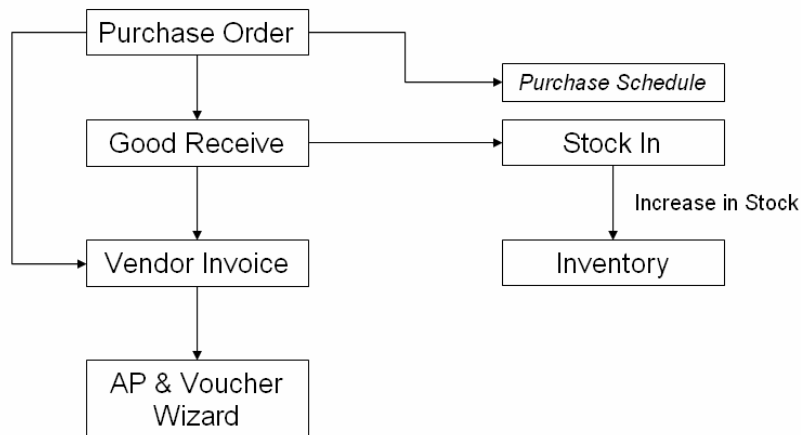 Purchase Order
Purchase Schedule
Good Receive
Stock In
Increase in Stock
Vendor Invoice
Inventory
AP & Voucher
Wizard